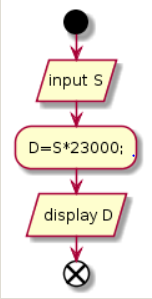 input S
D=S*23000; .
display D